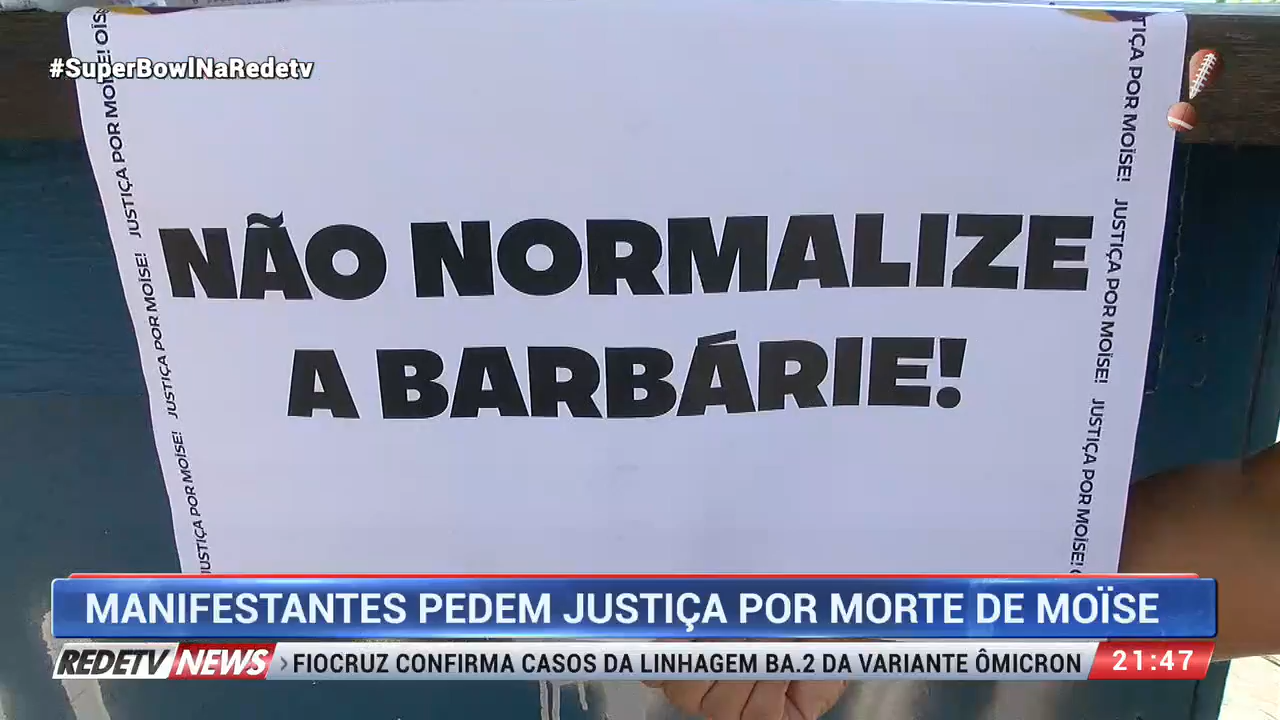 #SuperBowlNaRedetv
NÃO NORMALIZE
A BARBÁRIE!
JUSTIÇA POR MOÏSE!
JUSTIÇA POR MOÏSE!
JUSTIÇA POR MOÏSE!
TIÇA POR MOÏSE!
JUSTIÇA POR MOÏSE!
JUSTIÇA POR MOÏSE!
MANIFESTANTES PEDEM JUSTIÇA POR MORTE DE MOÏSE
REDETV NEWS › FIOCRUZ CONFIRMA CASOS DA LINHAGEM BA.2 DA VARIANTE ÔMICRON 21:47